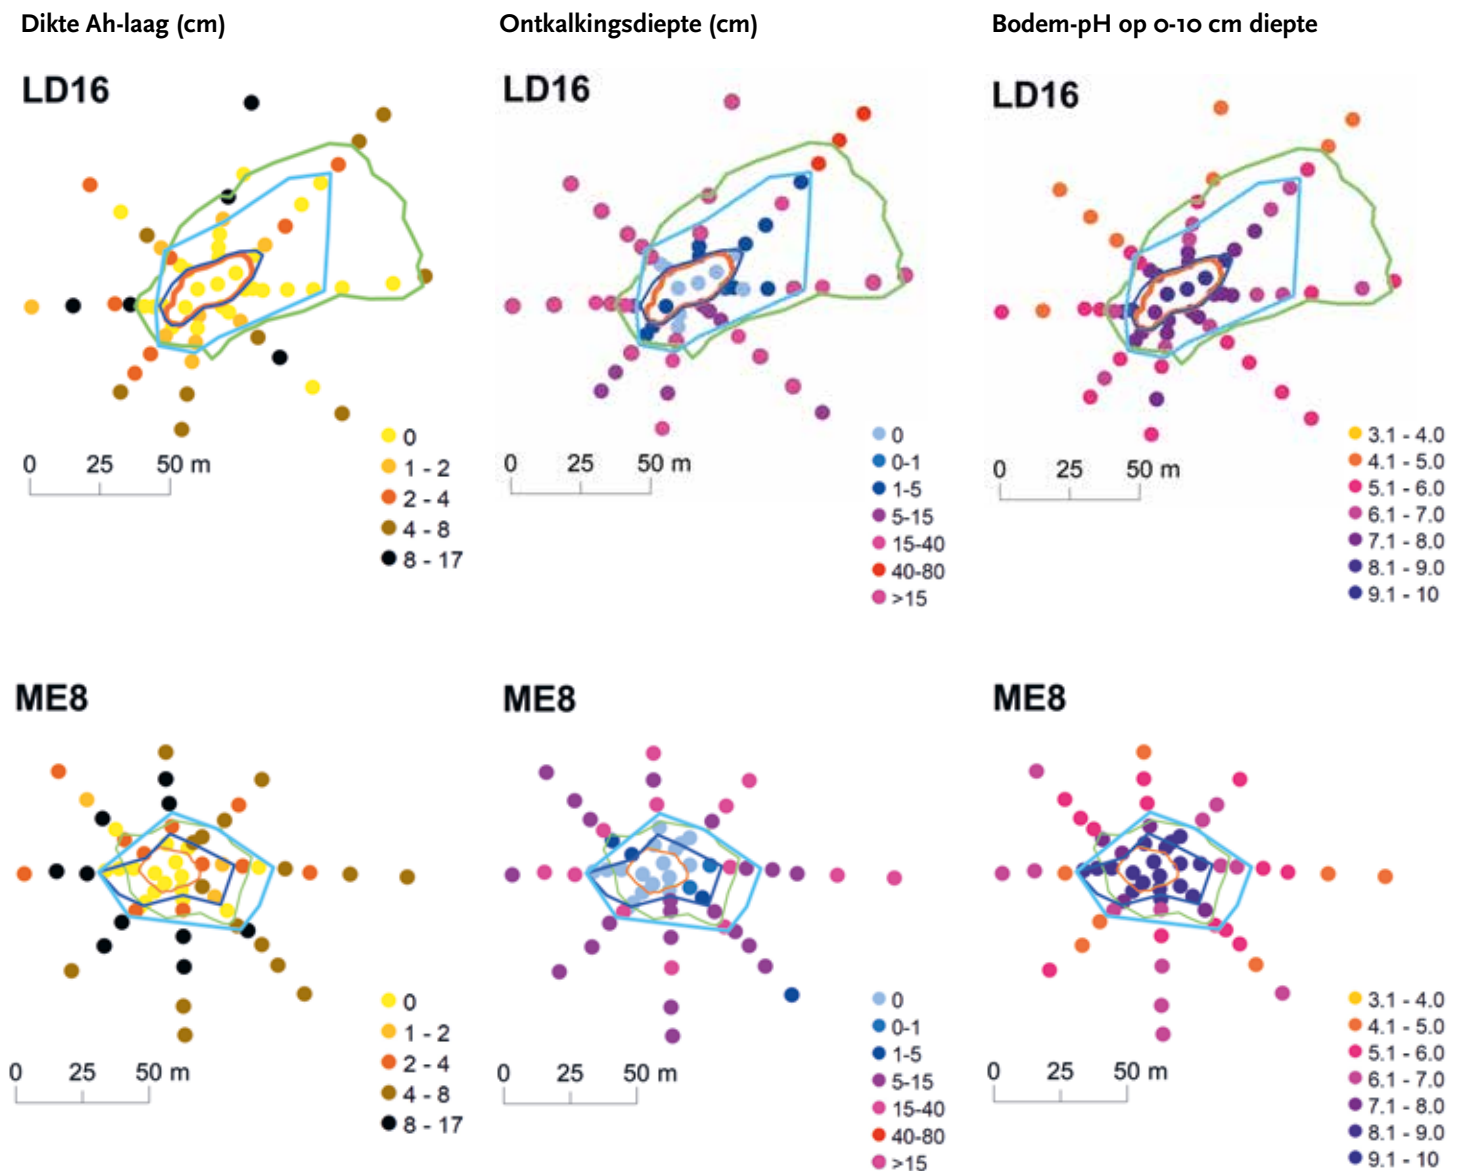 Dikte Ah-laag (cm)
Ontkalkingsdiepte (cm)
Bodem-pH op 0-10 cm diepte
LD16
0
1 - 2
2 - 4
4 - 8
8 - 17
0 25 50 m
LD16
0
0-1
1-5
5-15
15-40
40-80
>15
0 25 50 m
LD16
3.1 - 4.0
4.1 - 5.0
5.1 - 6.0
6.1 - 7.0
7.1 - 8.0
8.1 - 9.0
9.1 - 10
0 25 50 m
ME8
0
1 - 2
2 - 4
4 - 8
8 - 17
0 25 50 m
ME8
0
0-1
1-5
5-15
15-40
40-80
>15
0 25 50 m
ME8
3.1 - 4.0
4.1 - 5.0
5.1 - 6.0
6.1 - 7.0
7.1 - 8.0
8.1 - 9.0
9.1 - 10
0 25 50 m